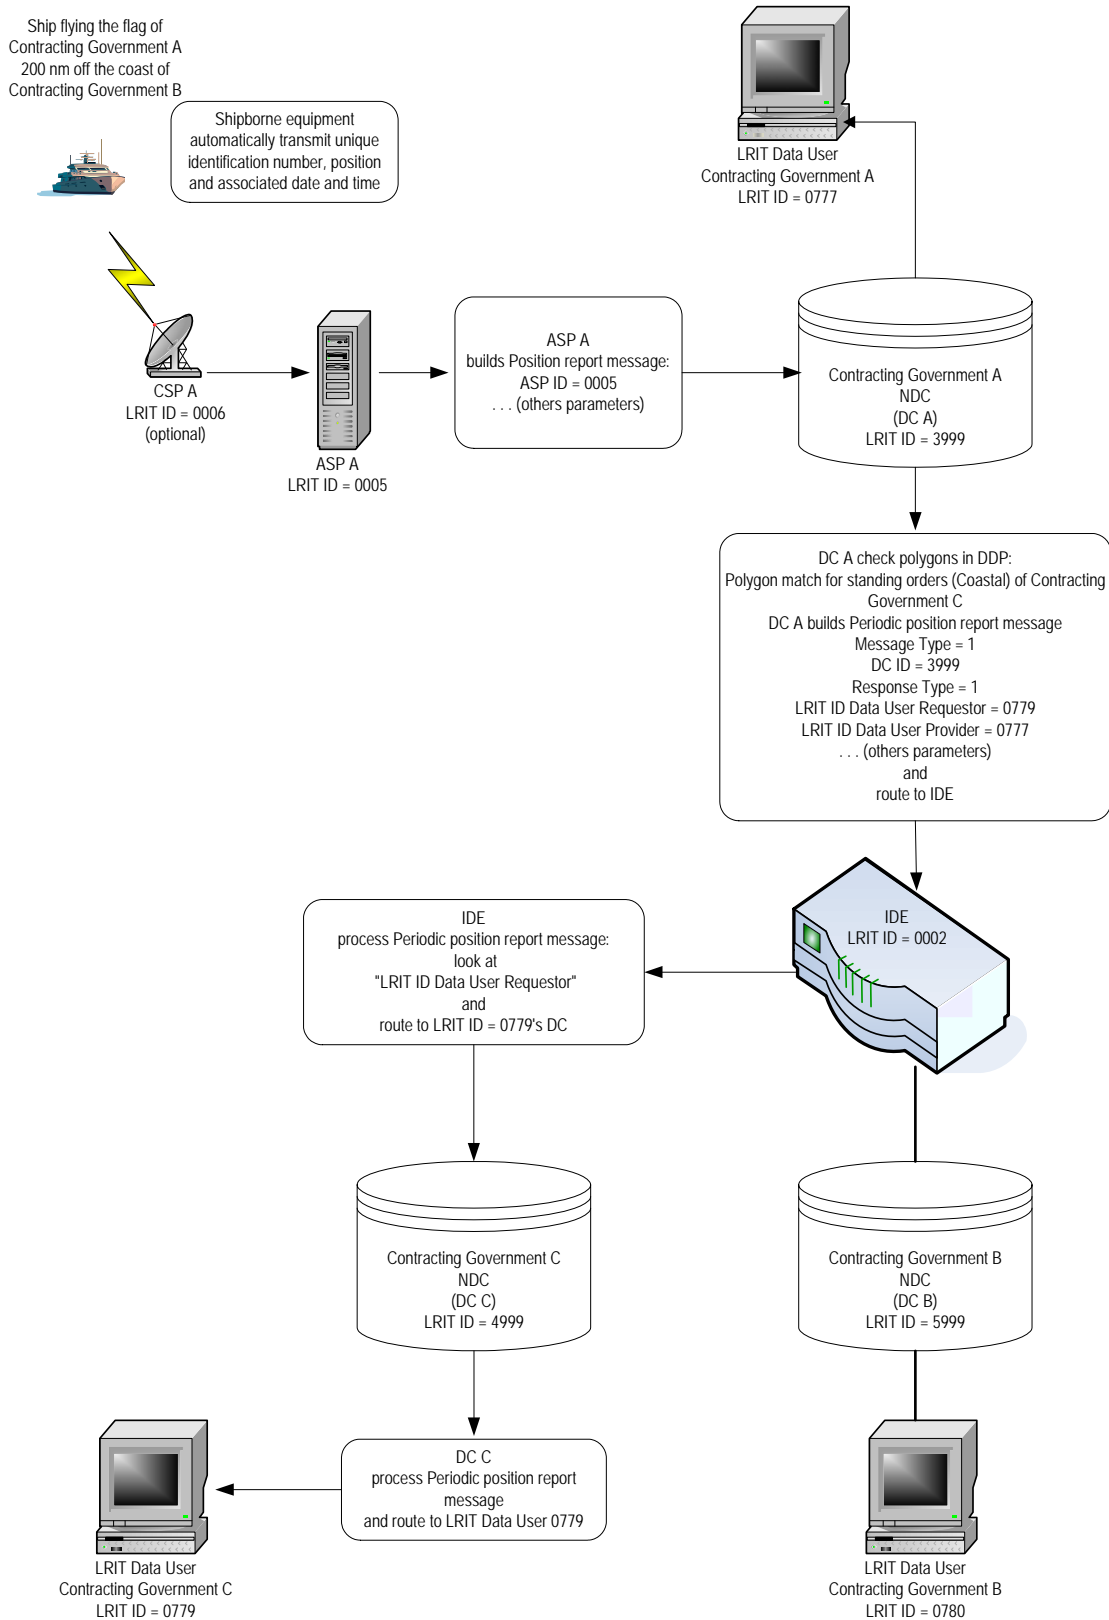 Ship flying the flag of
Contracting Government A
200 nm off the coast of
Contracting Government B
Shipborne equipment
automatically transmit unique
identification number, position
and associated date and time
LRIT Data User
Contracting Government A
LRIT ID = 0777
CSP A
LRIT ID = 0006
(optional)
ASP A
LRIT ID = 0005
ASP A
builds Position report message:
ASP ID = 0005
. . . (others parameters)
Contracting Government A
NDC
(DC A)
LRIT ID = 3999
DC A check polygons in DDP:
Polygon match for standing orders (Coastal) of Contracting
Government C
DC A builds Periodic position report message
Message Type = 1
DC ID = 3999
Response Type = 1
LRIT ID Data User Requestor = 0779
LRIT ID Data User Provider = 0777
. . . (others parameters)
and
route to IDE
IDE
LRIT ID = 0002
IDE
process Periodic position report message:
look at
"LRIT ID Data User Requestor"
and
route to LRIT ID = 0779's DC
Contracting Government C
NDC
(DC C)
LRIT ID = 4999
Contracting Government B
NDC
(DC B)
LRIT ID = 5999
DC C
process Periodic position report
message
and route to LRIT Data User 0779
LRIT Data User
Contracting Government C
LRIT ID = 0779
LRIT Data User
Contracting Government B
LRIT ID = 0780